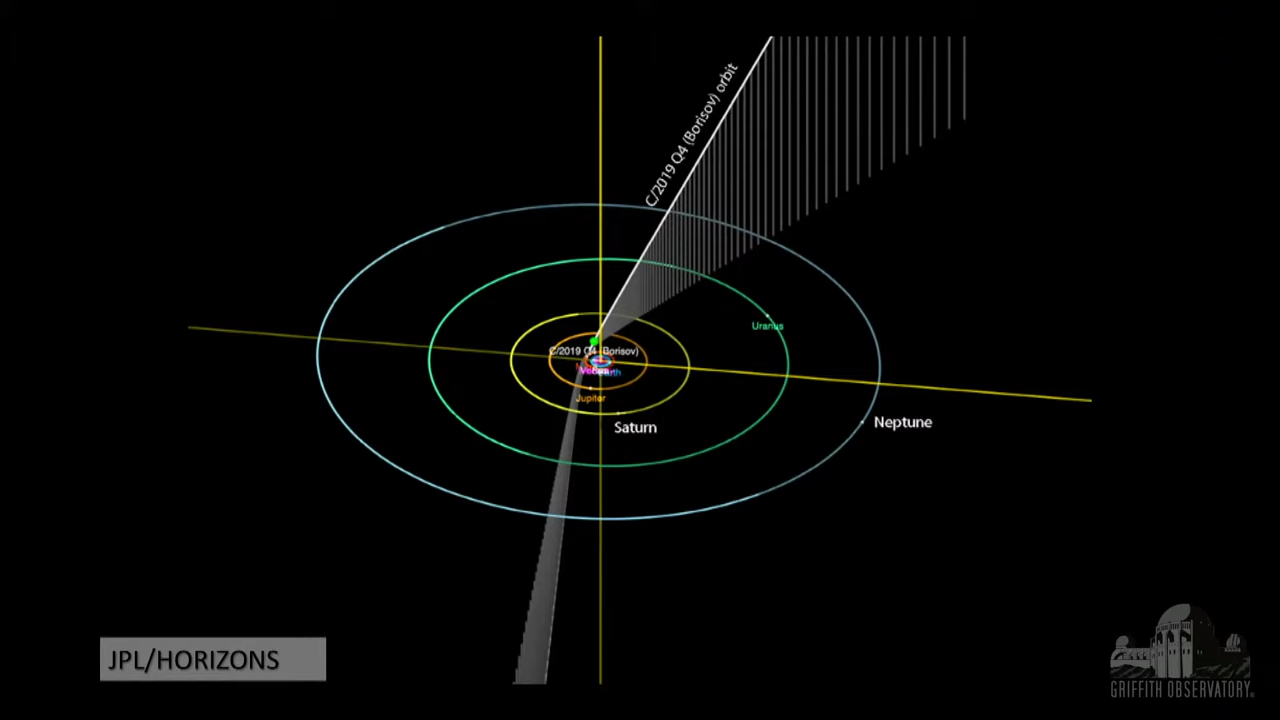 C/2019 Q4 (Borisov) orbit
Uranus
C/2019 Q4 (Borisov)
Jupiter
Saturn
Neptune
JPL/HORIZONS
GRIFFITH OBSERVATORY